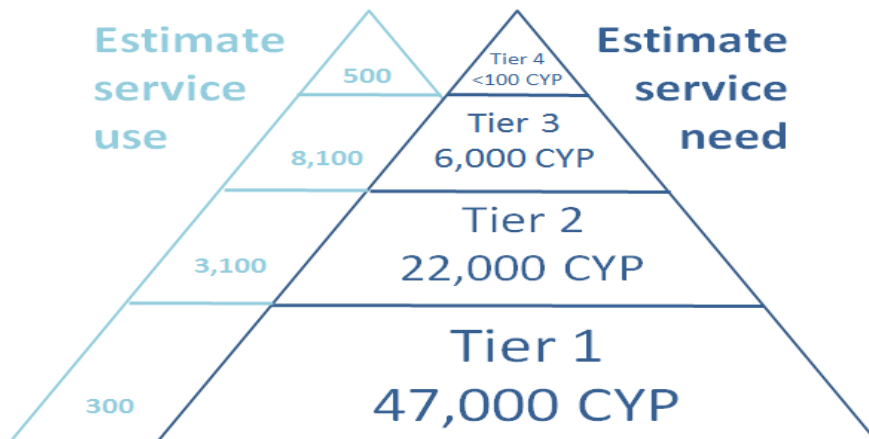 Estimate
service
use
Estimate
service
need
500
Tier 4
<100 CYP
8,100
Tier 3
6,000 CYP
3,100
Tier 2
22,000 CYP
300
Tier 1
47,000 CYP